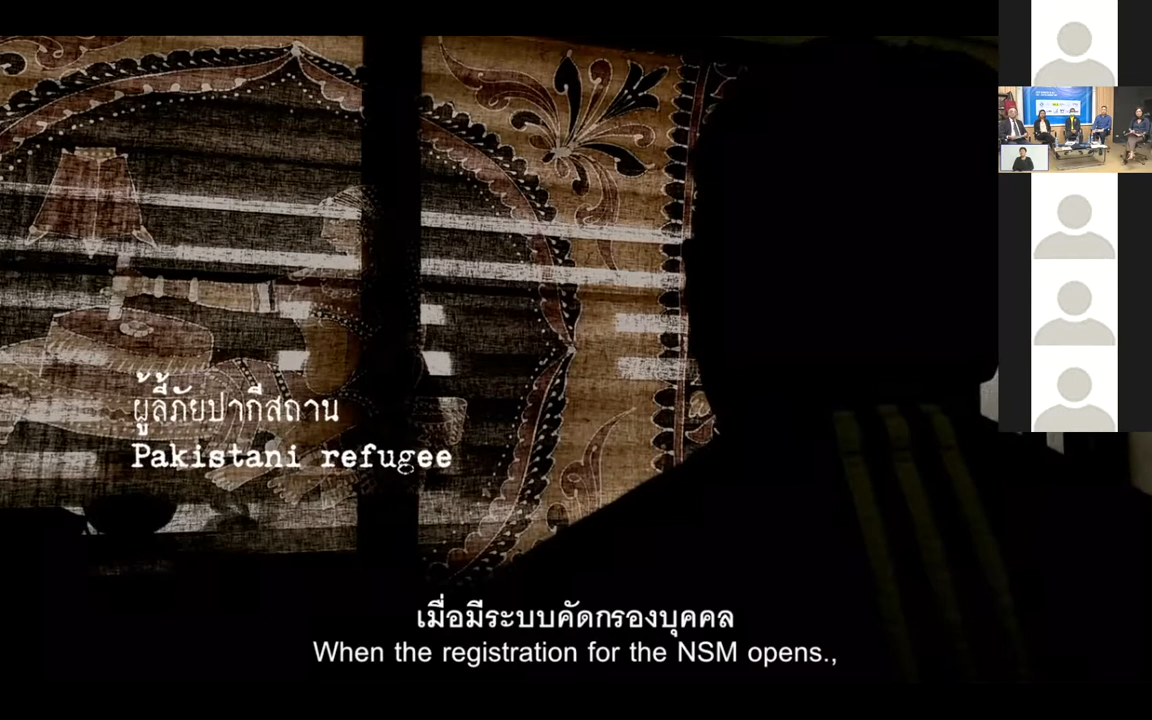 ผู้ลี้ภัยปากีสถาน
Pakistani refugee
เมื่อมีระบบคัดกรองบุคคล
When the registration for the NSM opens.,